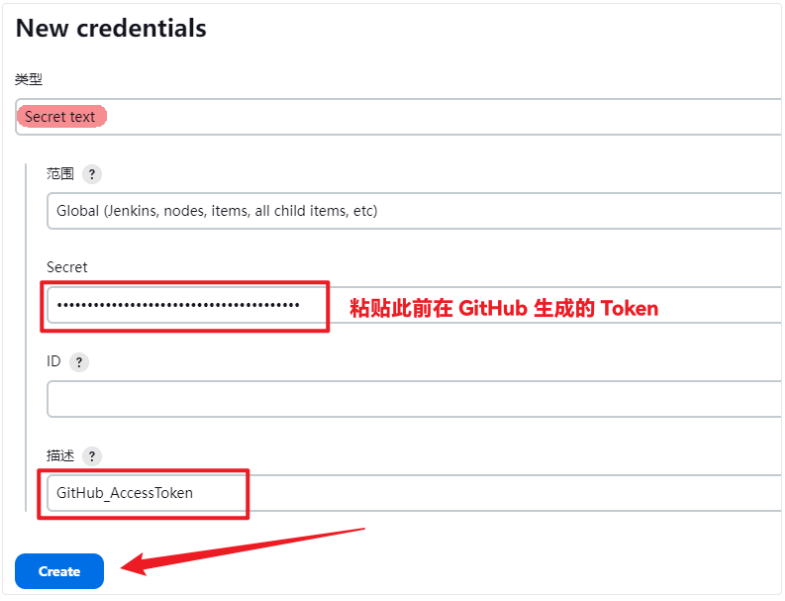 New credentials
类型
Secret text
范围 ?
Global (Jenkins, nodes, items, all child items, etc)
Secret
••••••••••••••••••••••••••••••••••••••••
粘贴此前在 GitHub 生成的 Token
ID ?
描述 ?
GitHub_AccessToken
Create